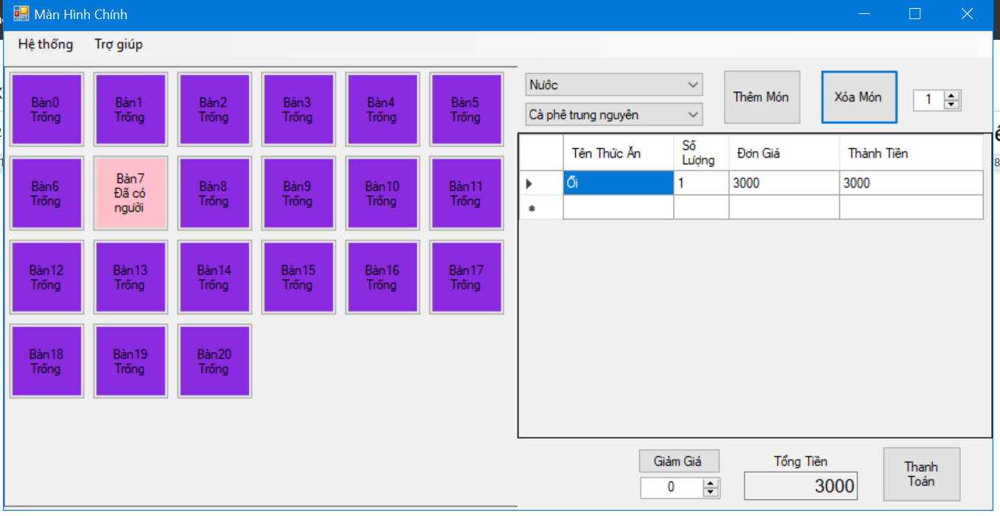 Màn Hình Chính
Hệ thống Trợ giúp
Bàn0
Trống
Bàn1
Trống
Bàn2
Trống
Bàn3
Trống
Bàn4
Trống
Bàn5
Trống
Bàn6
Trống
Bàn7
Đã có
người
Bàn8
Trống
Bàn9
Trống
Bàn10
Trống
Bàn11
Trống
Bàn12
Trống
Bàn13
Trống
Bàn14
Trống
Bàn15
Trống
Bàn16
Trống
Bàn17
Trống
Bàn18
Trống
Bàn19
Trống
Bàn20
Trống
Nước
Cà phê trung nguyên
Thêm Món
Xóa Món
1
Tên Thức Ăn
Số
Lượng
Đơn Giá
Thành Tiền
Ổi
1
3000
3000
Giảm Giá
0
Tổng Tiền
3000
Thanh
Toán